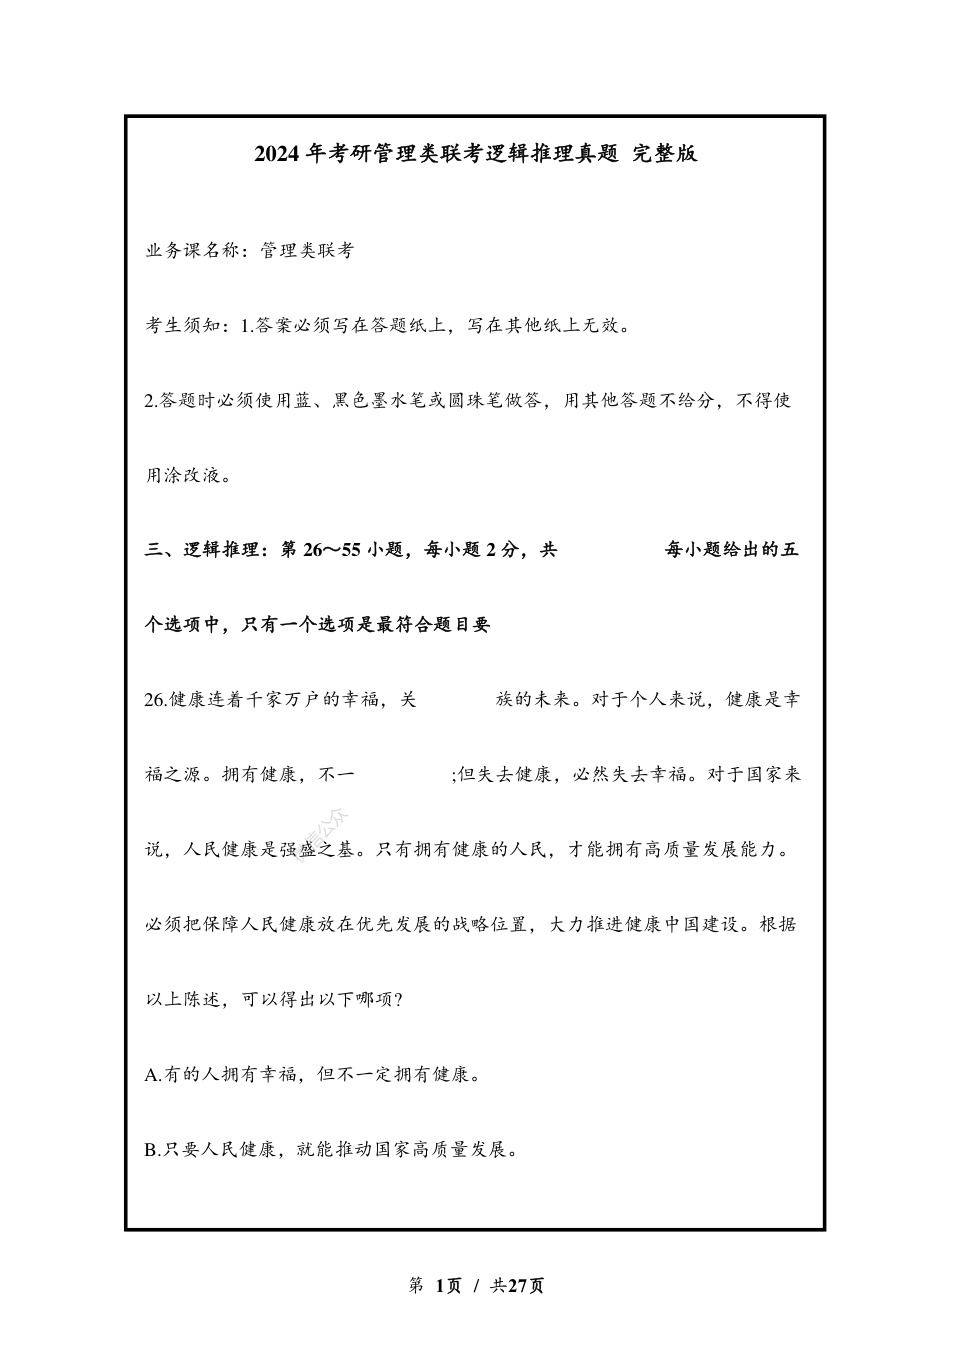 2024 年考研管理类联考逻辑推理真题 完整版
业务课名称：管理类联考
考生须知：1.答案必须写在答题纸上，写在其他纸上无效。
2.答题时必须使用蓝、黑色墨水笔或圆珠笔做答，用其他答题不给分，不得使
用涂改液。
三、逻辑推理：第 26～55 小题，每小题 2 分，共 每小题给出的五
个选项中，只有一个选项是最符合题目要
26.健康连着千家万户的幸福，关 族的未来。对于个人来说，健康是幸
福之源。拥有健康，不一 ;但失去健康，必然失去幸福。对于国家来
说，人民健康是强盛之基。只有拥有健康的人民，才能拥有高质量发展能力。
信公众
必须把保障人民健康放在优先发展的战略位置，大力推进健康中国建设。根据
以上陈述，可以得出以下哪项?
A.有的人拥有幸福，但不一定拥有健康。
B.只要人民健康，就能推动国家高质量发展。
第 1页 / 共27页